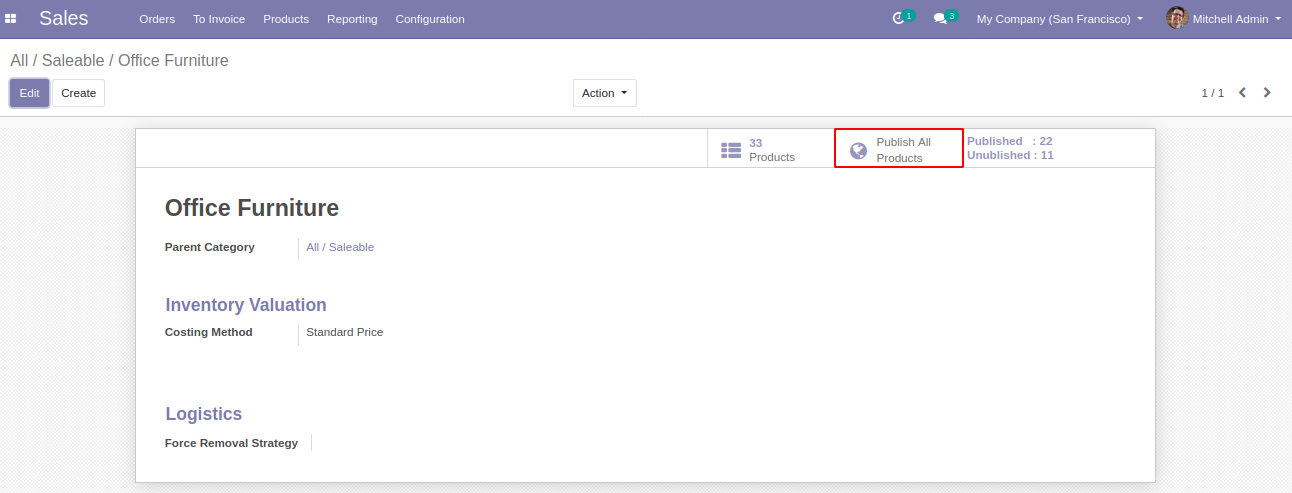 Sales Orders To Invoice Products Reporting Configuration 1 3 My Company (San Francisco) Mitchell Admin
All / Saleable / Office Furniture
Edit Create Action 1 / 1
33 Products
Publish All Products
Published : 22
Unublished : 11
Office Furniture
Parent Category All / Saleable
Inventory Valuation
Costing Method Standard Price
Logistics
Force Removal Strategy